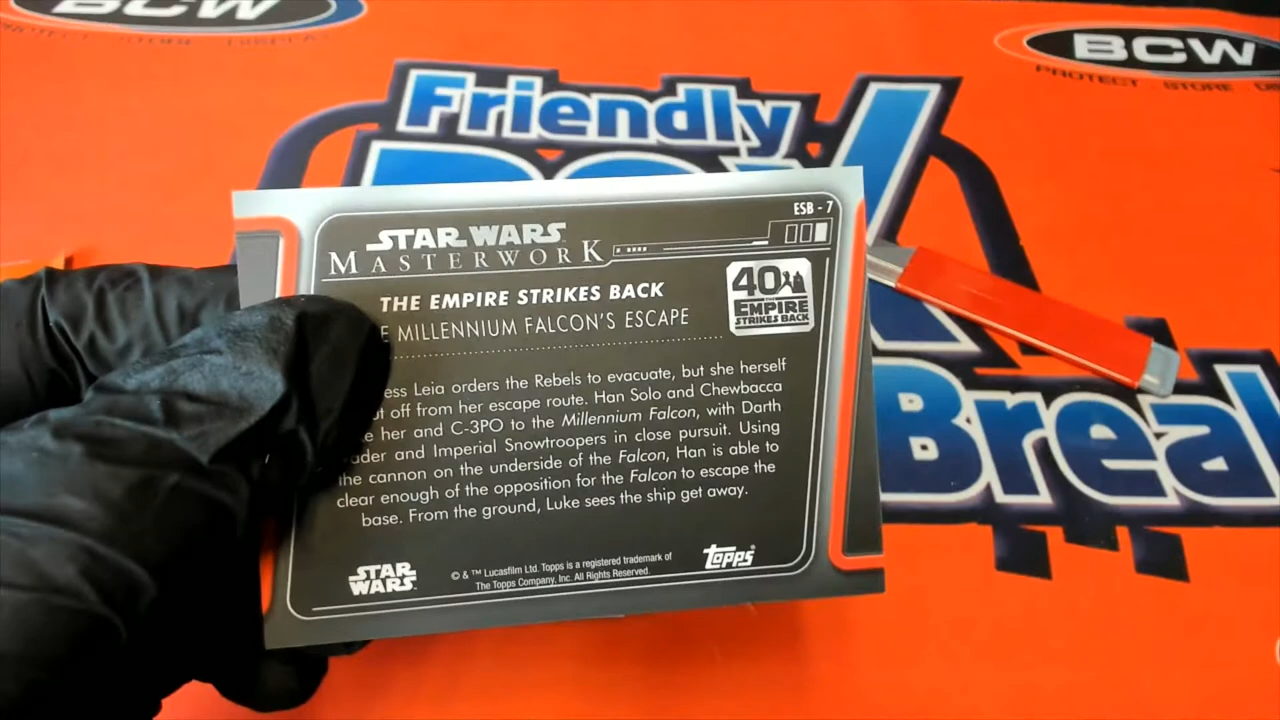 BCW
BCW
PROTECT STORE
Friendly
Break
ESB - 7
STAR WARS
MASTERWORK
THE EMPIRE STRIKES BACK
MILLENNIUM FALCON'S ESCAPE
40
THE
EMPIRE
STRIKES BACK
Leia orders the Rebels to evacuate, but she herself
off from her escape route. Han Solo and Chewbacca
her and C-3PO to the Millennium Falcon, with Darth
and Imperial Snowtroopers in close pursuit. Using
the cannon on the underside of the Falcon, Han is able to
clear enough of the opposition for the Falcon to escape the
base. From the ground, Luke sees the ship get away.
STAR
WARS
© & ™ Lucasfilm Ltd. Topps is a registered trademark of
The Topps Company, Inc. All Rights Reserved.
topps®